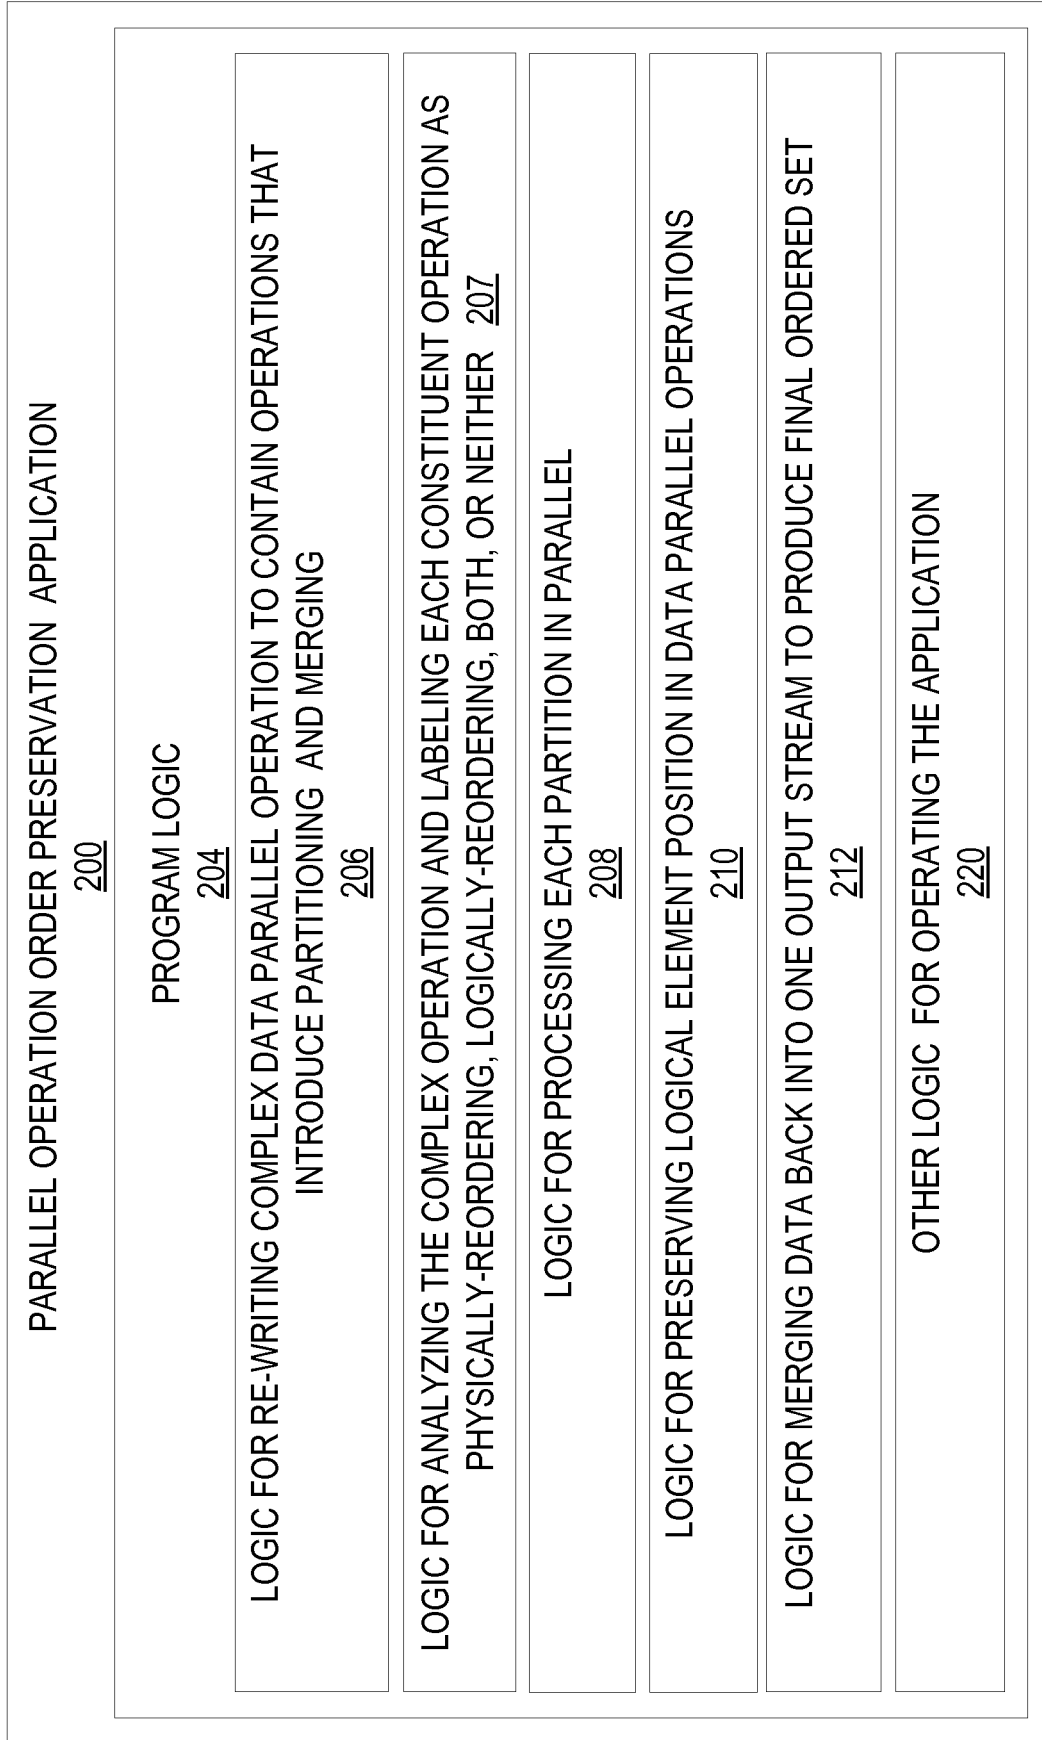 PARALLEL OPERATION ORDER PRESERVATION APPLICATION
200
PROGRAM LOGIC
204
LOGIC FOR RE-WRITING COMPLEX DATA PARALLEL OPERATION TO CONTAIN OPERATIONS THAT
INTRODUCE PARTITIONING AND MERGING
206
LOGIC FOR ANALYZING THE COMPLEX OPERATION AND LABELING EACH CONSTITUENT OPERATION AS
PHYSICALLY-REORDERING, LOGICALLY-REORDERING, BOTH, OR NEITHER 207
LOGIC FOR PROCESSING EACH PARTITION IN PARALLEL
208
LOGIC FOR PRESERVING LOGICAL ELEMENT POSITION IN DATA PARALLEL OPERATIONS
210
LOGIC FOR MERGING DATA BACK INTO ONE OUTPUT STREAM TO PRODUCE FINAL ORDERED SET
212
OTHER LOGIC FOR OPERATING THE APPLICATION
220